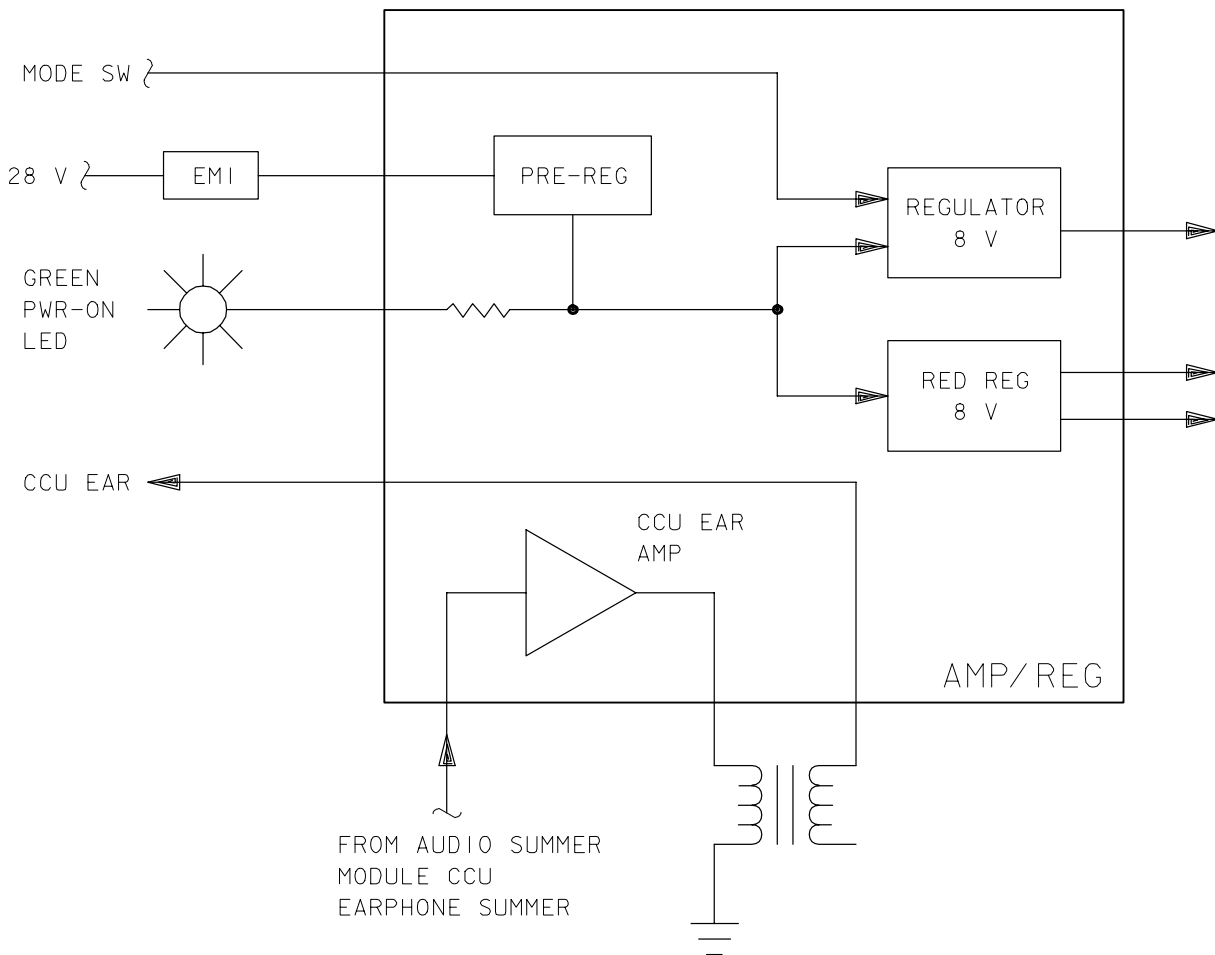 MODE SW
28 V
EMI
PRE-REG
REGULATOR
8 V
GREEN
PWR-ON
LED
RED REG
8 V
CCU EAR
CCU EAR
AMP
AMP/REG
FROM AUDIO SUMMER
MODULE CCU
EARPHONE SUMMER